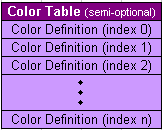 Color Table (semi-optional)
Color Definition (index 0)
Color Definition (index 1)
Color Definition (index 2)
Color Definition (index n)